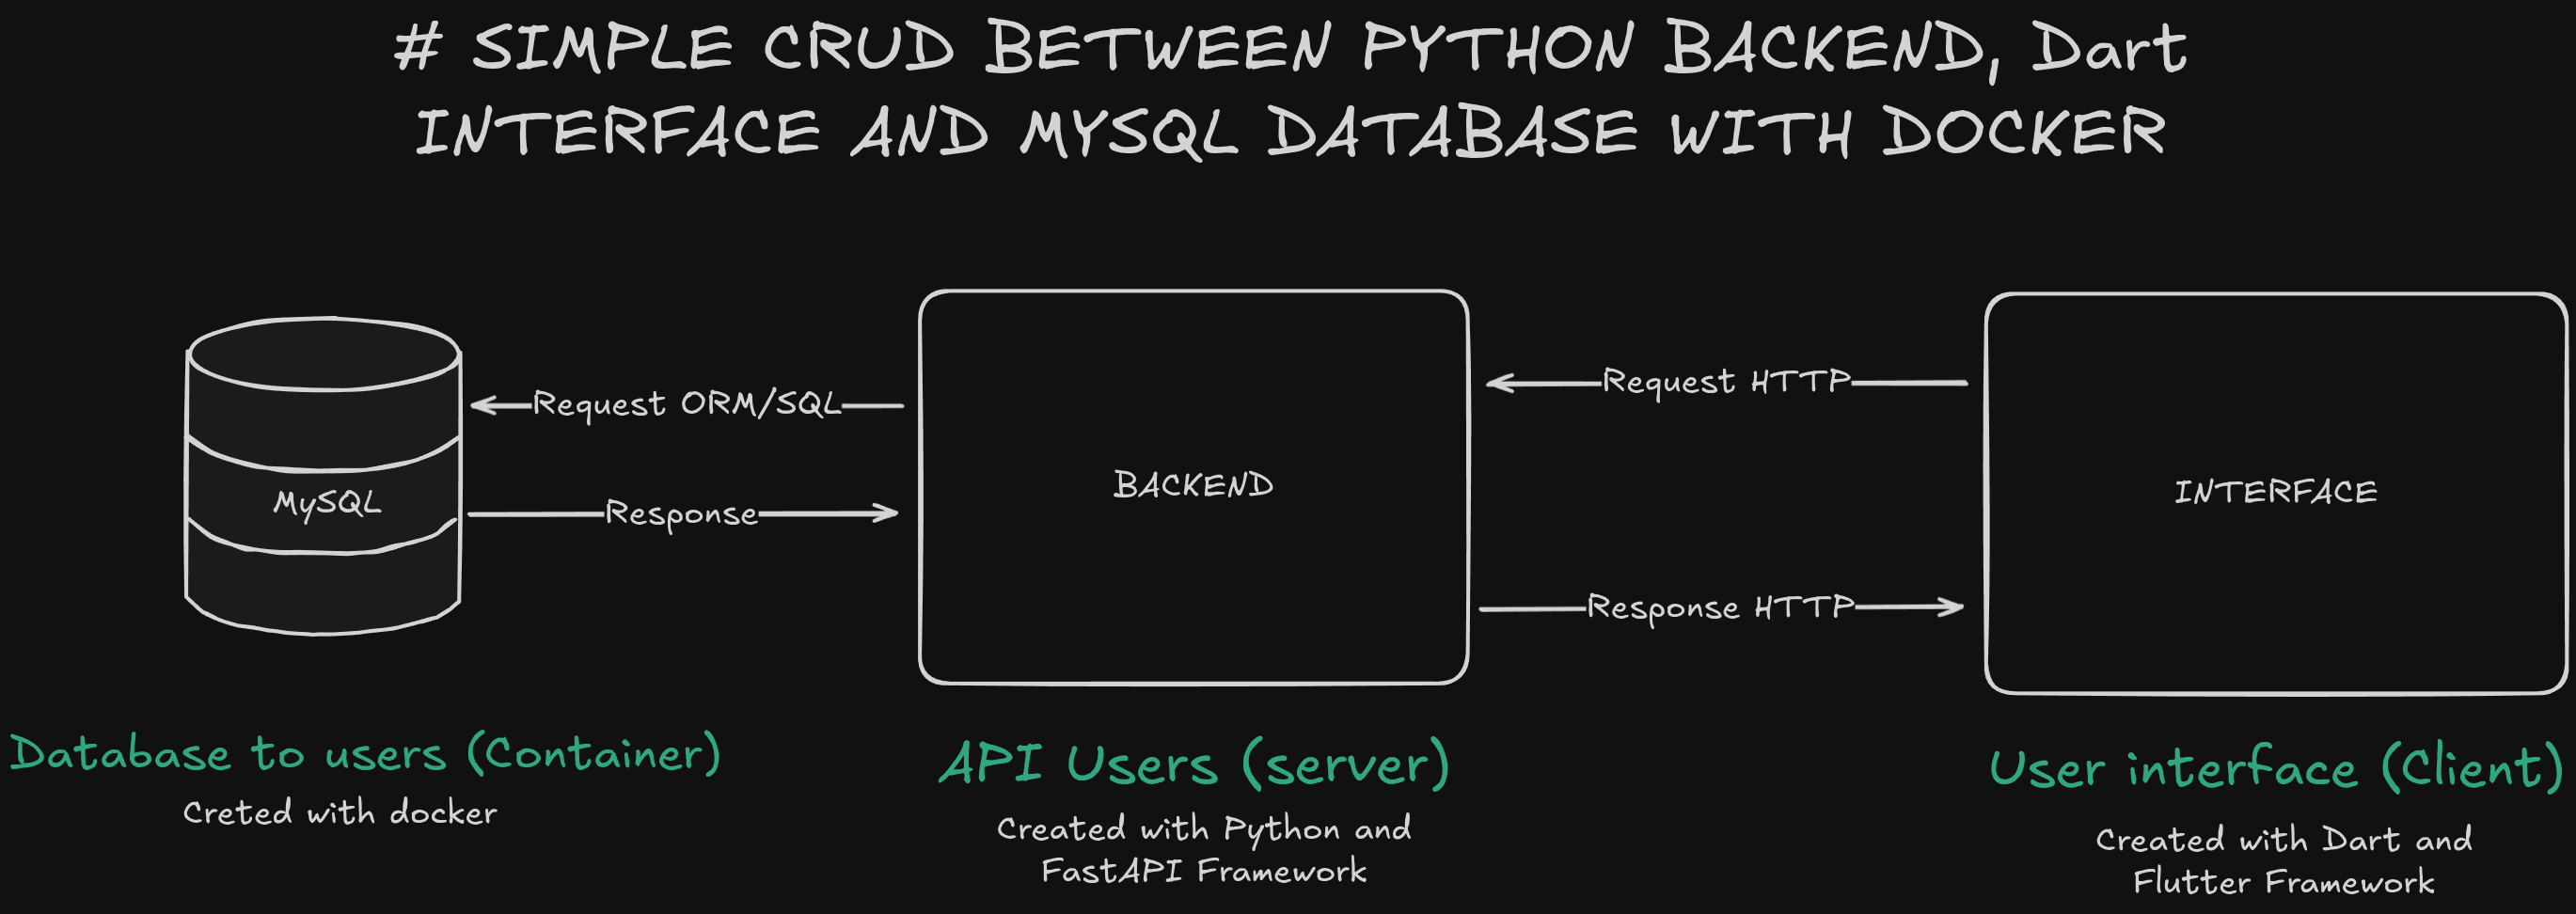 # SIMPLE CRUD BETWEEN PYTHON BACKEND, Dart
INTERFACE AND MYSQL DATABASE WITH DOCKER
Request HTTP
Request ORM/SQL
BACKEND
INTERFACE
MySQL
Response
Response HTTP
Database to users (Container)
Creted with docker
API Users (server)
Created with Python and
FastAPI Framework
User interface (Client)
Created with Dart and
Flutter Framework